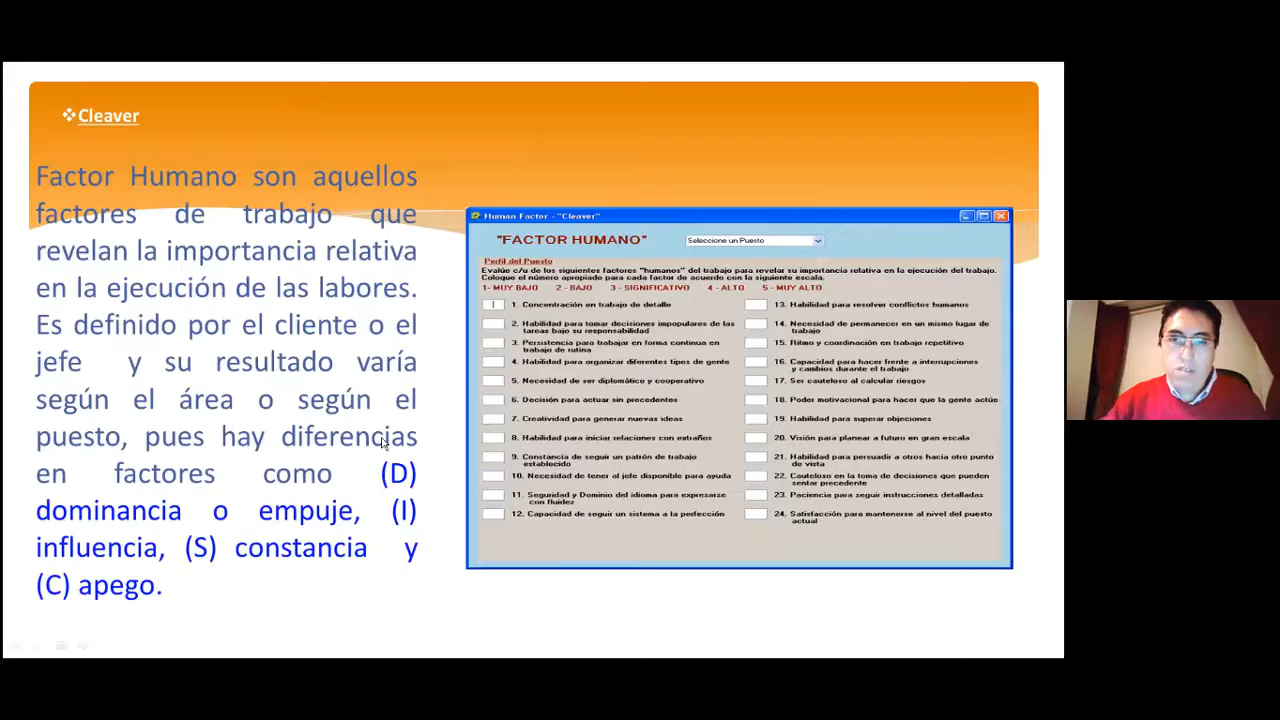 ❖Cleaver
Factor Humano son aquellos
factores de trabajo que
revelan la importancia relativa
en la ejecución de las labores.
Es definido por el cliente o el
jefe y su resultado varía
según el área o según el
puesto, pues hay diferencias
en factores como (D)
dominancia o empuje, (I)
influencia, (S) constancia y
(C) apego.
Human Factor - "Cleaver"
"FACTOR HUMANO"
Seleccione un Puesto
Perfil del Puesto
Evalúe c/u de los siguientes factores "humanos" del trabajo para revelar su importancia relativa en la ejecución del trabajo.
Coloque el número apropiado para cada factor de acuerdo con la siguiente escala.
1- MUY BAJO 2 - BAJO 3 - SIGNIFICATIVO 4 - ALTO 5 - MUY ALTO
1. Concentración en trabajo de detalle
2. Habilidad para tomar decisiones impopulares de las
tareas bajo su responsabilidad
3. Persistencia para trabajar en forma continua en
trabajo de rutina
4. Habilidad para organizar diferentes tipos de gente
5. Necesidad de ser diplomático y cooperativo
6. Decisión para actuar sin precedentes
7. Creatividad para generar nuevas ideas
8. Habilidad para iniciar relaciones con extraños
9. Constancia de seguir un patrón de trabajo
establecido
10. Necesidad de tener al jefe disponible para ayuda
11. Seguridad y Dominio del idioma para expresarse
con fluidez
12. Capacidad de seguir un sistema a la perfección
13. Habilidad para resolver conflictos humanos
14. Necesidad de permanecer en un mismo lugar de
trabajo
15. Ritmo y coordinación en trabajo repetitivo
16. Capacidad para hacer frente a interrupciones
y cambios durante el trabajo
17. Ser cauteloso al calcular riesgos
18. Poder motivacional para hacer que la gente actúe
19. Habilidad para superar objeciones
20. Visión para planear a futuro en gran escala
21. Habilidad para persuadir a otros hacia otro punto
de vista
22. Cauteloso en la toma de decisiones que pueden
sentar precedente
23. Paciencia para seguir instrucciones detalladas
24. Satisfacción para mantenerse al nivel del puesto
actual